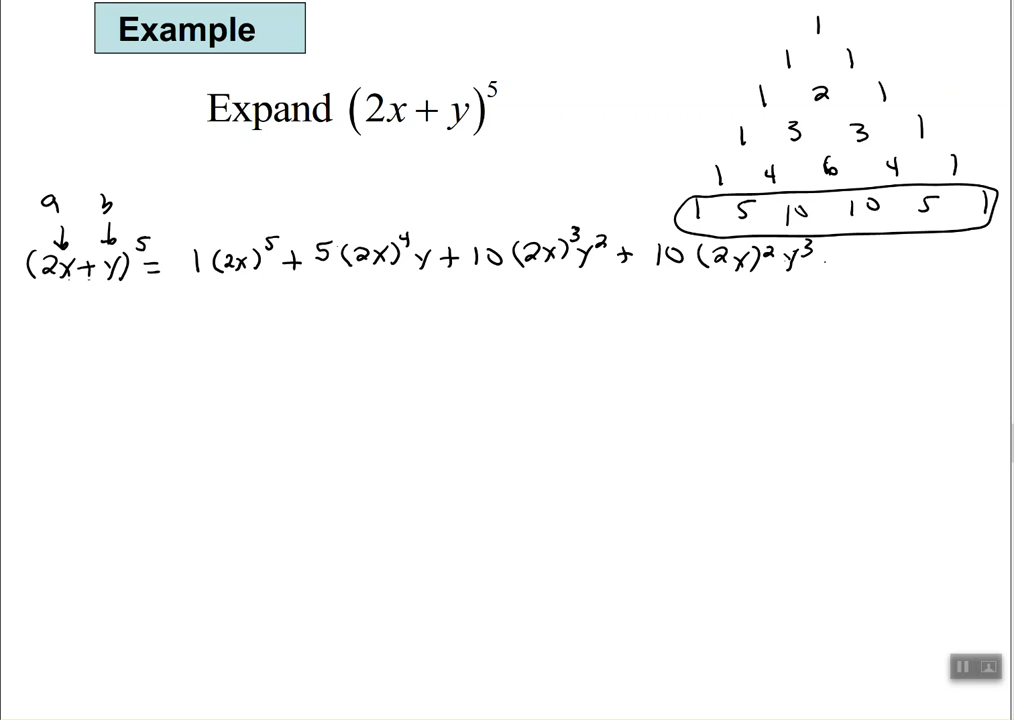 Example
Expand (2x + y)^5
1
1 1
1 2 1
1 3 3 1
1 4 6 4 1
1 5 10 10 5 1
a b
(2x + y)^5 = 1(2x)^5 + 5(2x)^4 y + 10(2x)^3 y^2 + 10(2x)^2 y^3